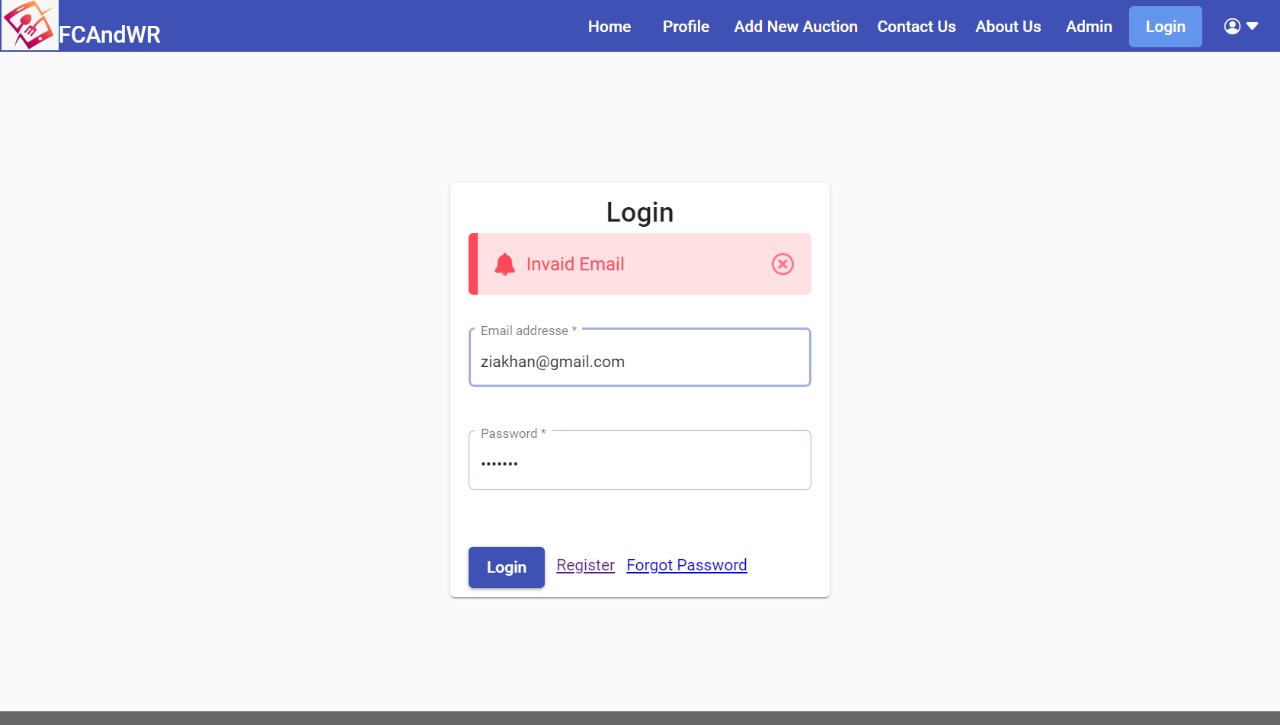 FCAndWR
Home Profile Add New Auction Contact Us About Us Admin Login
Login
Invaid Email
Email addresse *
ziakhan@gmail.com
Password *
•••••••
Login Register Forgot Password